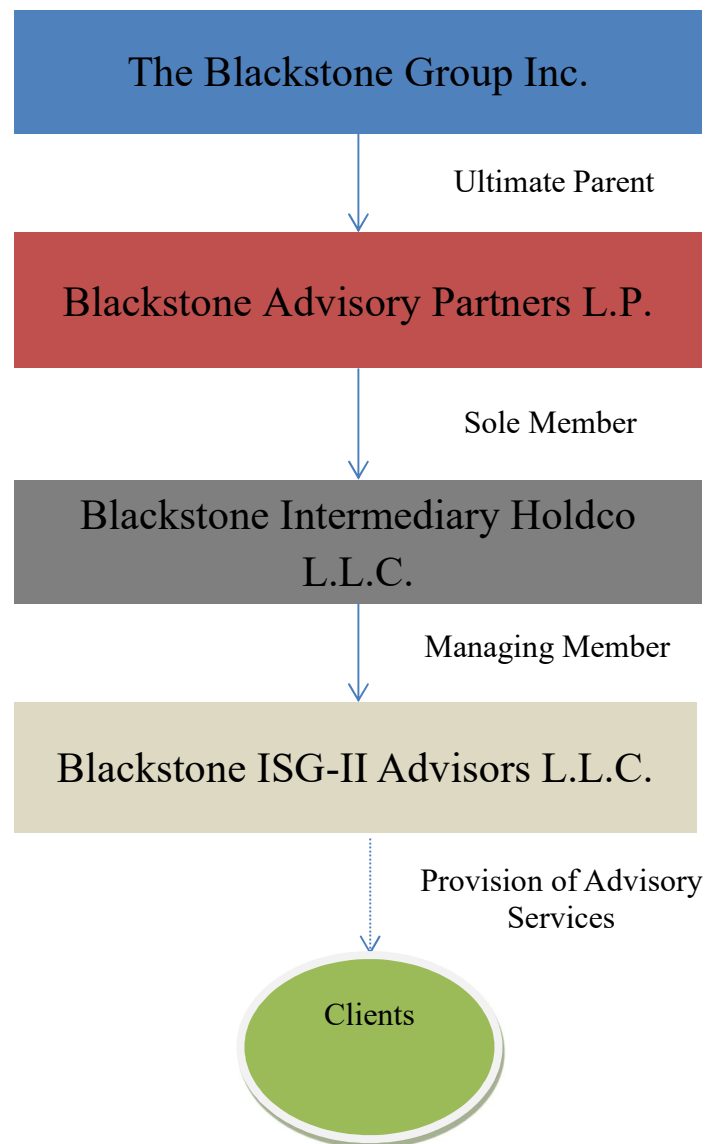 The Blackstone Group Inc.
Ultimate Parent
Blackstone Advisory Partners L.P.
Sole Member
Blackstone Intermediary Holdco
L.L.C.
Managing Member
Blackstone ISG-II Advisors L.L.C.
Provision of Advisory
Services
Clients